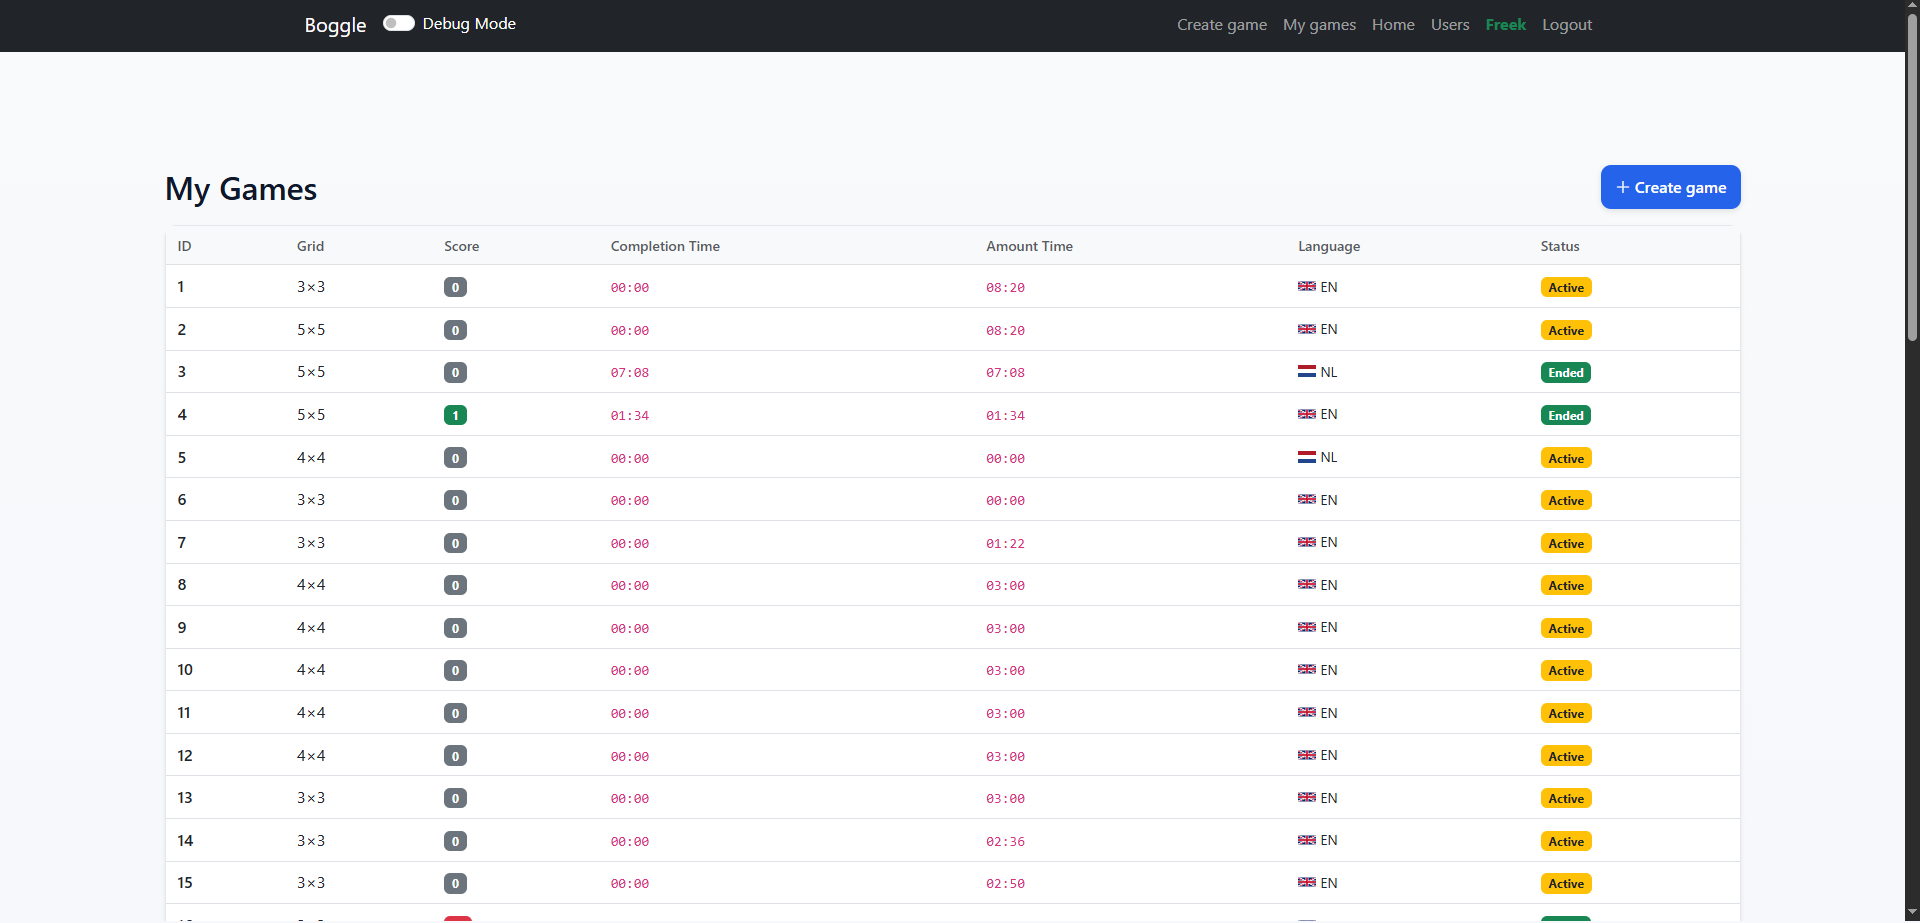 Boggle Debug Mode Create game My games Home Users Freek Logout
My Games + Create game
ID Grid Score Completion Time Amount Time Language Status
1 3×3 0 00:00 08:20 EN Active
2 5×5 0 00:00 08:20 EN Active
3 5×5 0 07:08 07:08 NL Ended
4 5×5 1 01:34 01:34 EN Ended
5 4×4 0 00:00 00:00 NL Active
6 3×3 0 00:00 00:00 EN Active
7 3×3 0 00:00 01:22 EN Active
8 4×4 0 00:00 03:00 EN Active
9 4×4 0 00:00 03:00 EN Active
10 4×4 0 00:00 03:00 EN Active
11 4×4 0 00:00 03:00 EN Active
12 4×4 0 00:00 03:00 EN Active
13 3×3 0 00:00 03:00 EN Active
14 3×3 0 00:00 02:36 EN Active
15 3×3 0 00:00 02:50 EN Active